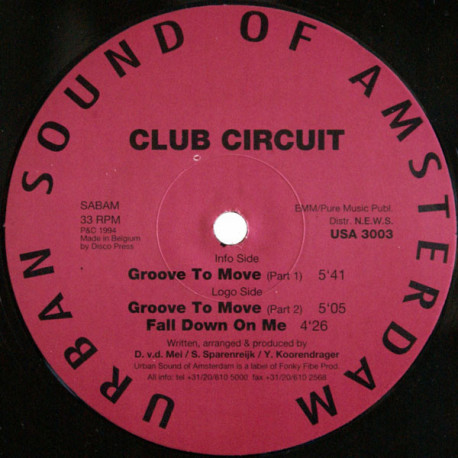 URBAN SOUND OF AMSTERDAM
CLUB CIRCUIT
SABAM
33 RPM
P&C 1994
Made in Belgium
by Disco Press
BMM/Pure Music Publ.
Distr. N.E.W.S.
USA 3003
Info Side
Groove To Move (Part 1) 5'41
Logo Side
Groove To Move (Part 2) 5'05
Fall Down On Me 4'26
Written, arranged & produced by
D. v.d. Mei / S. Sparenreijk / Y. Koorendrager
Urban Sound of Amsterdam is a label of Fonky Fibe Prod.
All info: tel +31/20/610 5000 fax +31/20/610 2568